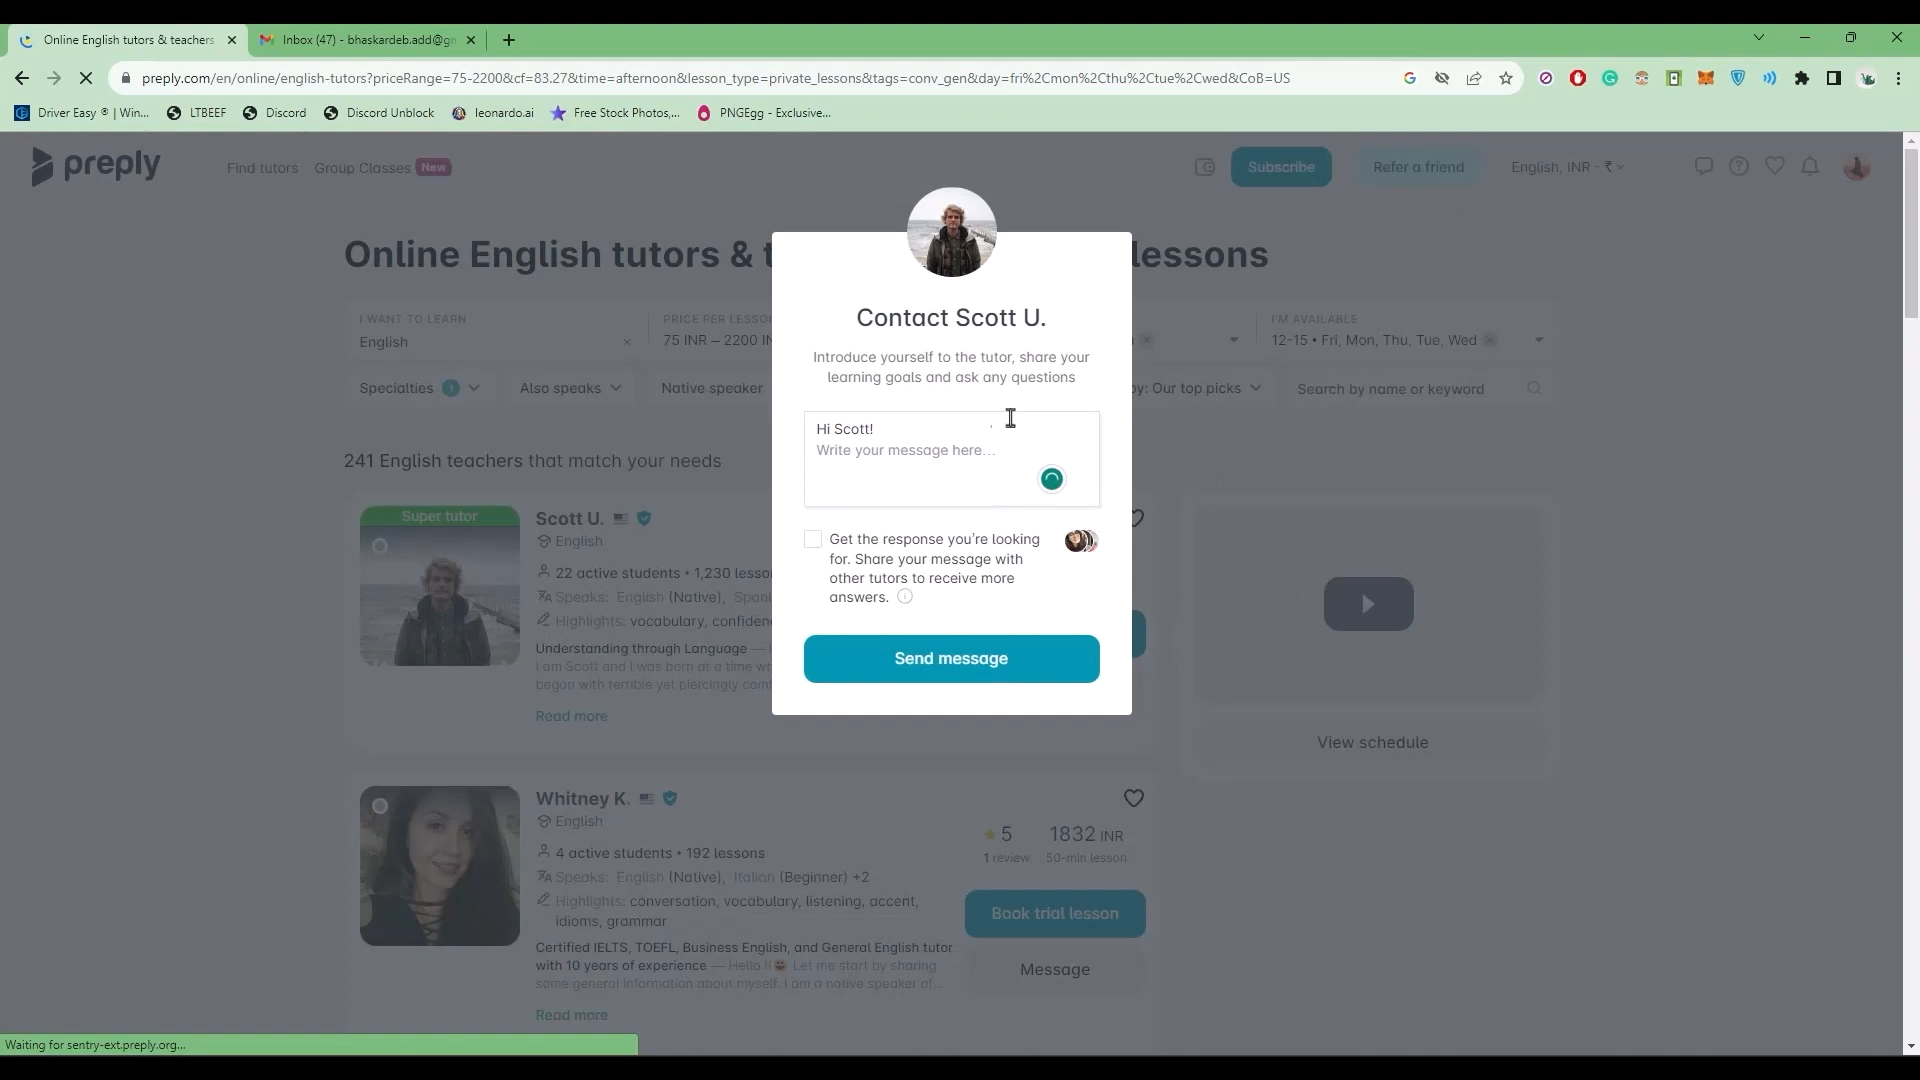 Online English tutors & teachers
Inbox (47) - bhaskardeb.add@gm
preply.com/en/online/english-tutors?priceRange=75-2200&cf=83.27&time=afternoon&lesson_type=private_lessons&tags=conv_gen&day=fri%2Cmon%2Cthu%2Ctue%2Cwed&CoB=US
Driver Easy ® | Win...
LTBEEF
Discord
Discord Unblock
leonardo.ai
Free Stock Photos,...
PNGEgg - Exclusive...
preply
Find tutors
Group Classes New
Subscribe
Refer a friend
English, INR - ₹
Online English tutors & t
lessons
I WANT TO LEARN
English
PRICE PER LESSO
75 INR – 2200 IN
I'M AVAILABLE
12-15 • Fri, Mon, Thu, Tue, Wed
Specialties 1
Also speaks
Native speaker
by: Our top picks
Search by name or keyword
241 English teachers that match your needs
Contact Scott U.
Introduce yourself to the tutor, share your
learning goals and ask any questions
Hi Scott!
Write your message here...
Get the response you're looking
for. Share your message with
other tutors to receive more
answers.
Send message
Super tutor
Scott U.
English
22 active students • 1,230 lesso
Speaks: English (Native), Spani
Highlights: vocabulary, confidenc
Understanding through Language —
I am Scott and I was born at a time w
began with terrible yet piercingly com
Read more
View schedule
Whitney K.
English
4 active students • 192 lessons
Speaks: English (Native), Italian (Beginner) +2
Highlights: conversation, vocabulary, listening, accent,
idioms, grammar
Certified IELTS, TOEFL, Business English, and General English tutor
with 10 years of experience — Hello !! Let me start by sharing
some general information about myself. I am a native speaker of...
Read more
5
1 review
1832 INR
50-min lesson
Book trial lesson
Message
Waiting for sentry-ext.preply.org...